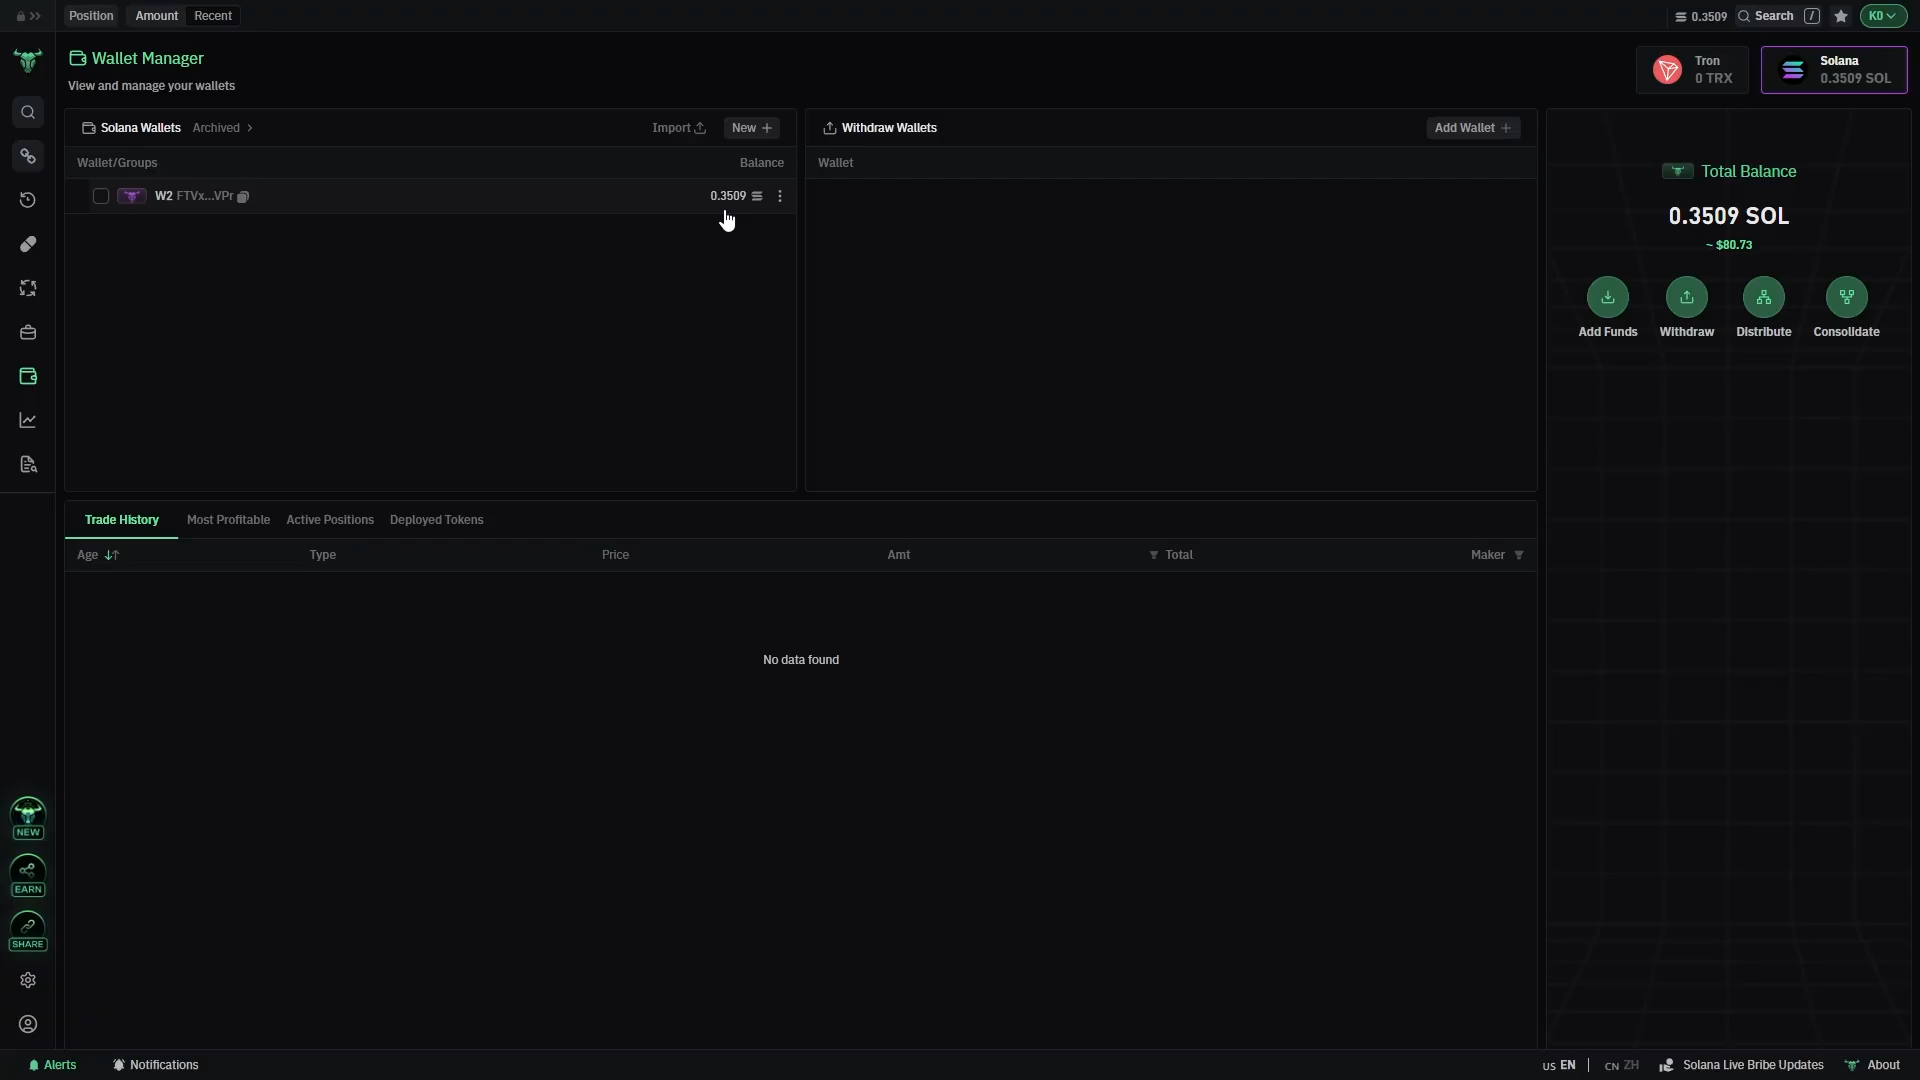 Position
Amount
Recent
0.3509
Search
/
K0
Wallet Manager
View and manage your wallets
Tron
0 TRX
Solana
0.3509 SOL
Solana Wallets
Archived
Import
New +
Wallet/Groups
Balance
W2 FTVx...VPr
0.3509
Withdraw Wallets
Add Wallet +
Wallet
Total Balance
0.3509 SOL
~ $80.73
Add Funds
Withdraw
Distribute
Consolidate
Trade History
Most Profitable
Active Positions
Deployed Tokens
Age
Type
Price
Amt
Total
Maker
No data found
NEW
EARN
SHARE
Alerts
Notifications
US EN
CN ZH
Solana Live Bribe Updates
About